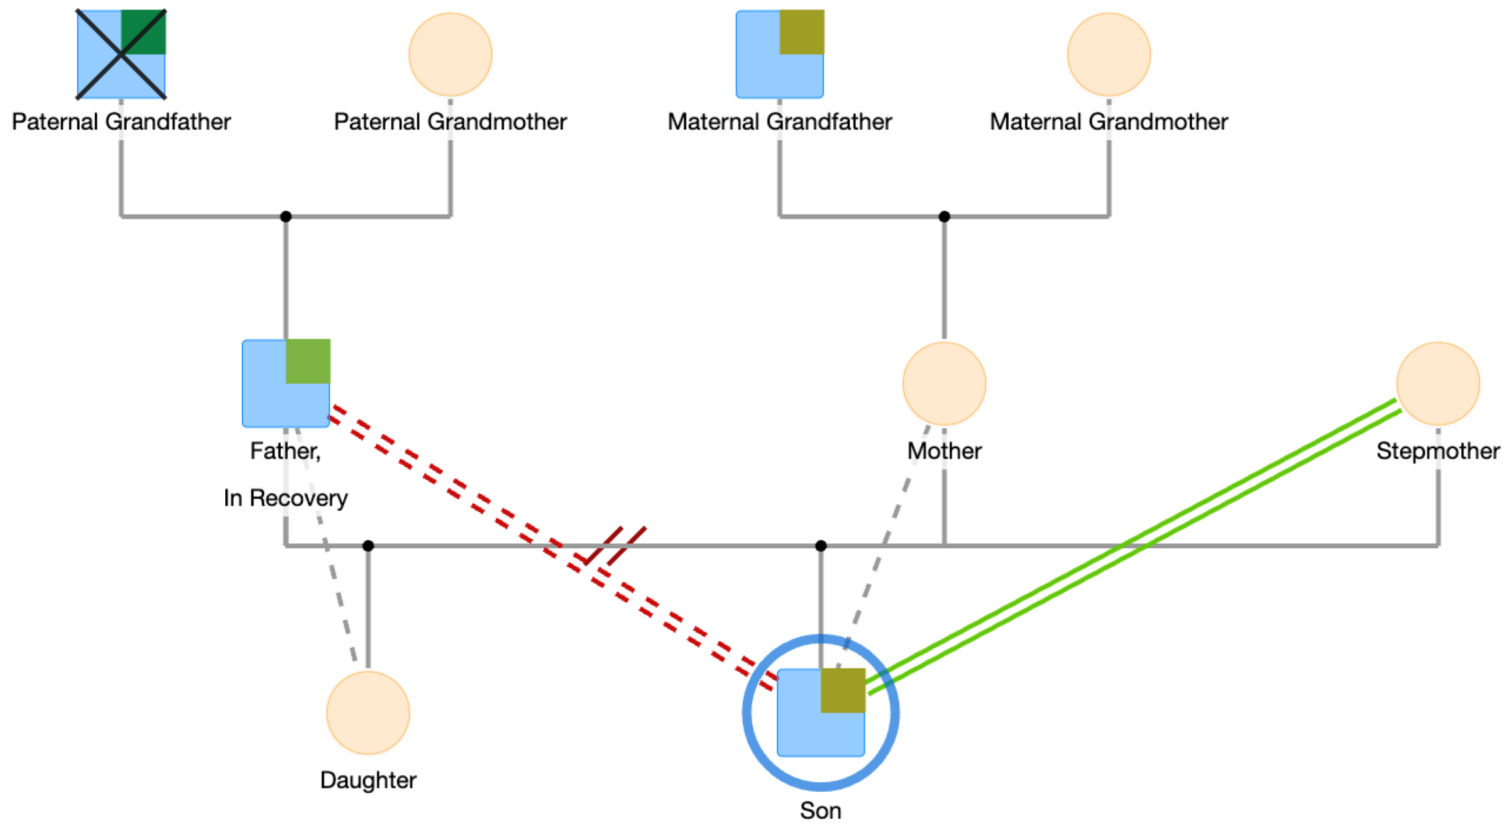 Paternal Grandfather
Paternal Grandmother
Maternal Grandfather
Maternal Grandmother
Father,
In Recovery
Mother
Stepmother
Daughter
Son